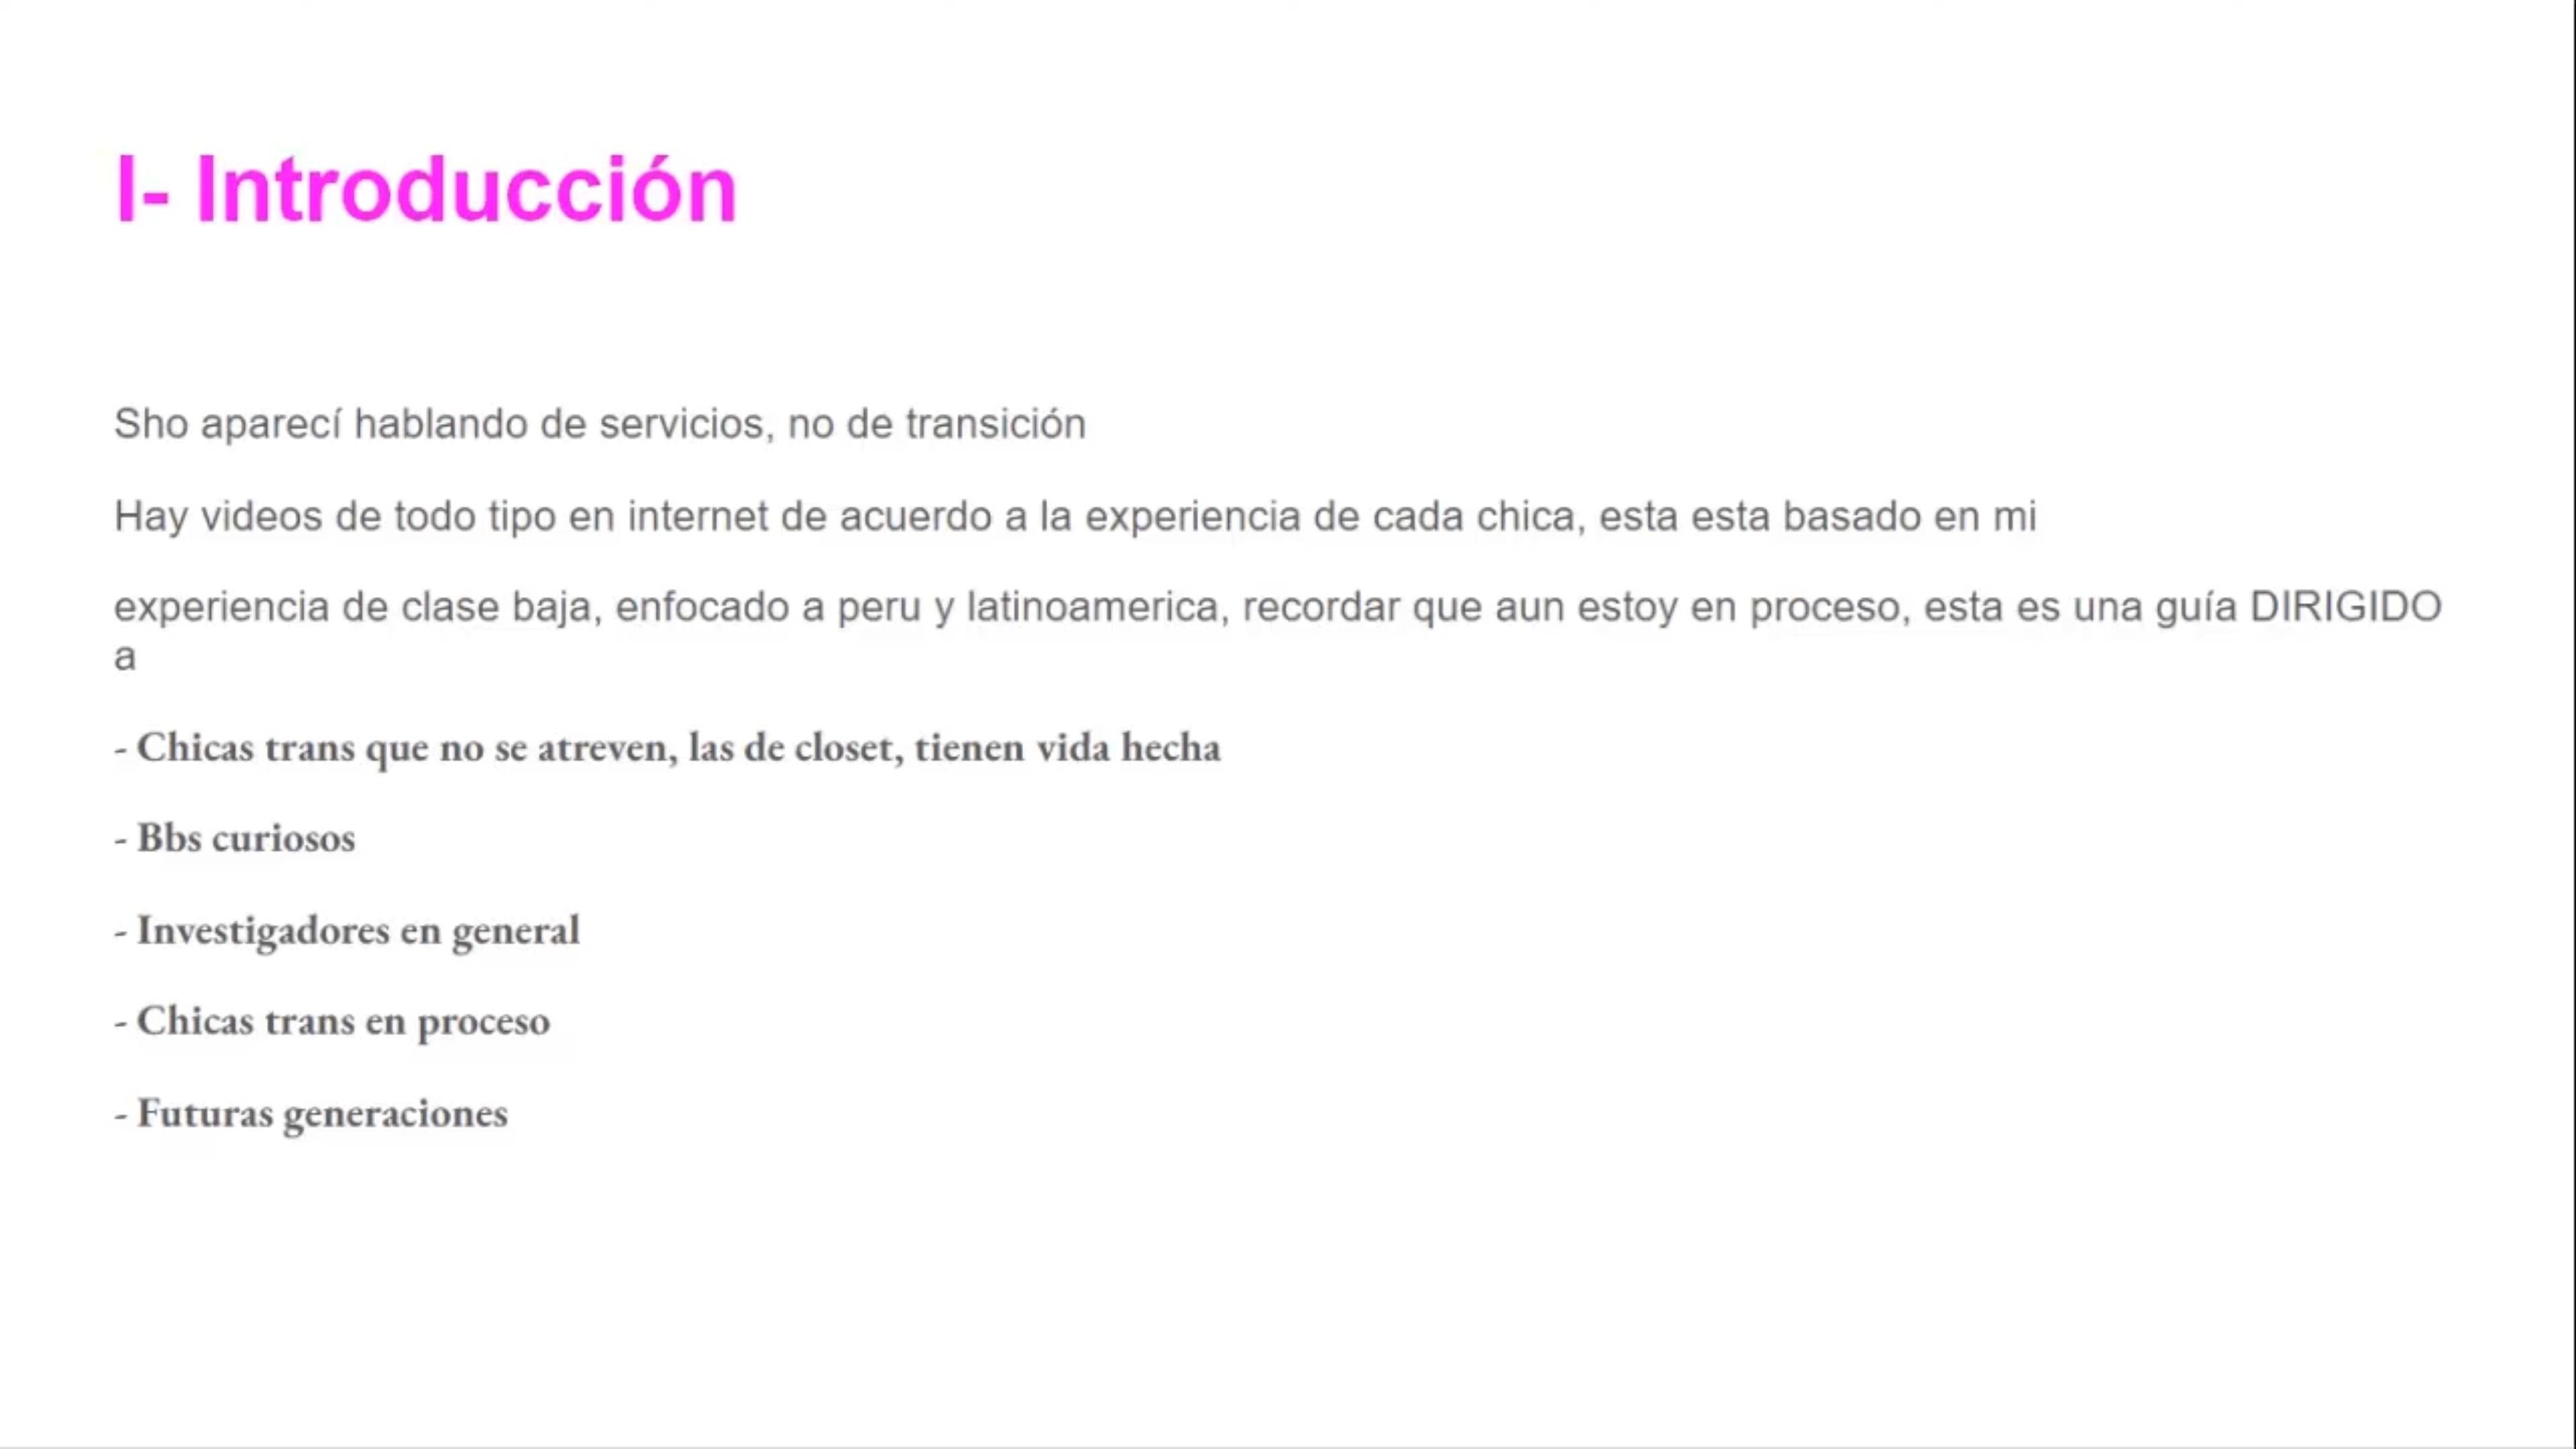 I- Introducción
Sho aparecí hablando de servicios, no de transición
Hay videos de todo tipo en internet de acuerdo a la experiencia de cada chica, esta esta basado en mi
experiencia de clase baja, enfocado a peru y latinoamerica, recordar que aun estoy en proceso, esta es una guía DIRIGIDO
a
- Chicas trans que no se atreven, las de closet, tienen vida hecha
- Bbs curiosos
- Investigadores en general
- Chicas trans en proceso
- Futuras generaciones